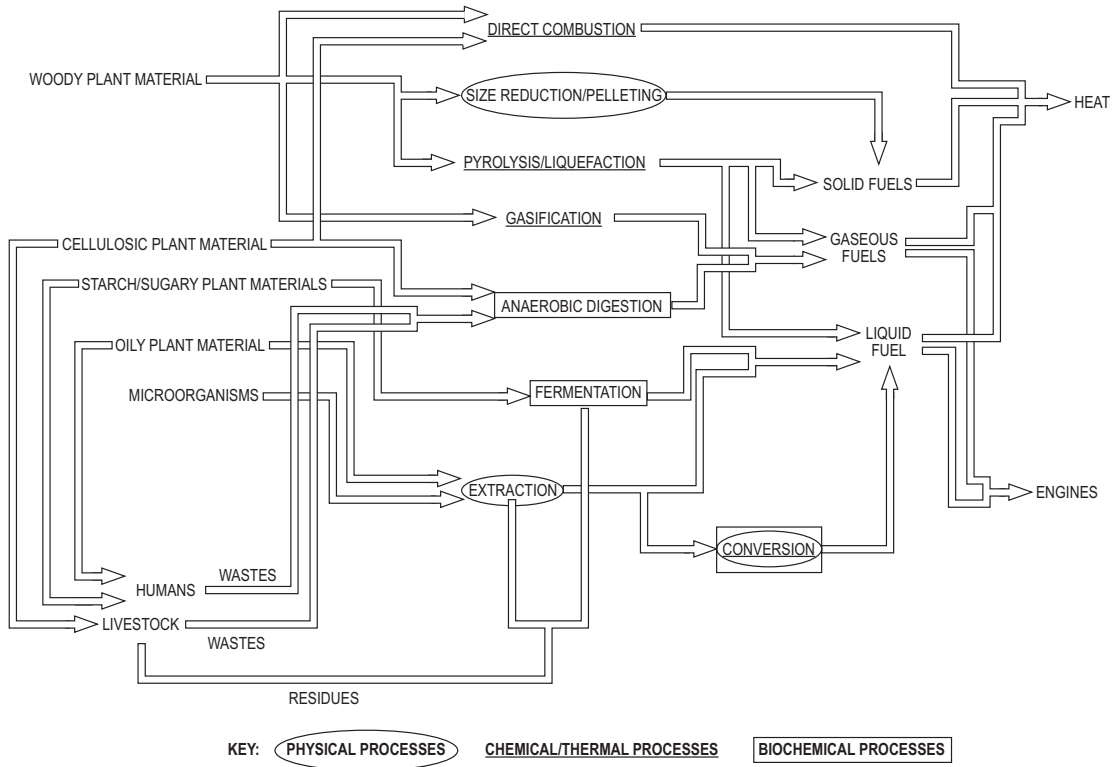 DIRECT COMBUSTION
WOODY PLANT MATERIAL
SIZE REDUCTION/PELLETING
HEAT
PYROLYSIS/LIQUEFACTION
SOLID FUELS
GASIFICATION
CELLULOSIC PLANT MATERIAL
GASEOUS
FUELS
STARCH/SUGARY PLANT MATERIALS
ANAEROBIC DIGESTION
OILY PLANT MATERIAL
LIQUID
FUEL
MICROORGANISMS
FERMENTATION
EXTRACTION
ENGINES
CONVERSION
HUMANS
WASTES
LIVESTOCK
WASTES
RESIDUES
KEY: PHYSICAL PROCESSES CHEMICAL/THERMAL PROCESSES BIOCHEMICAL PROCESSES